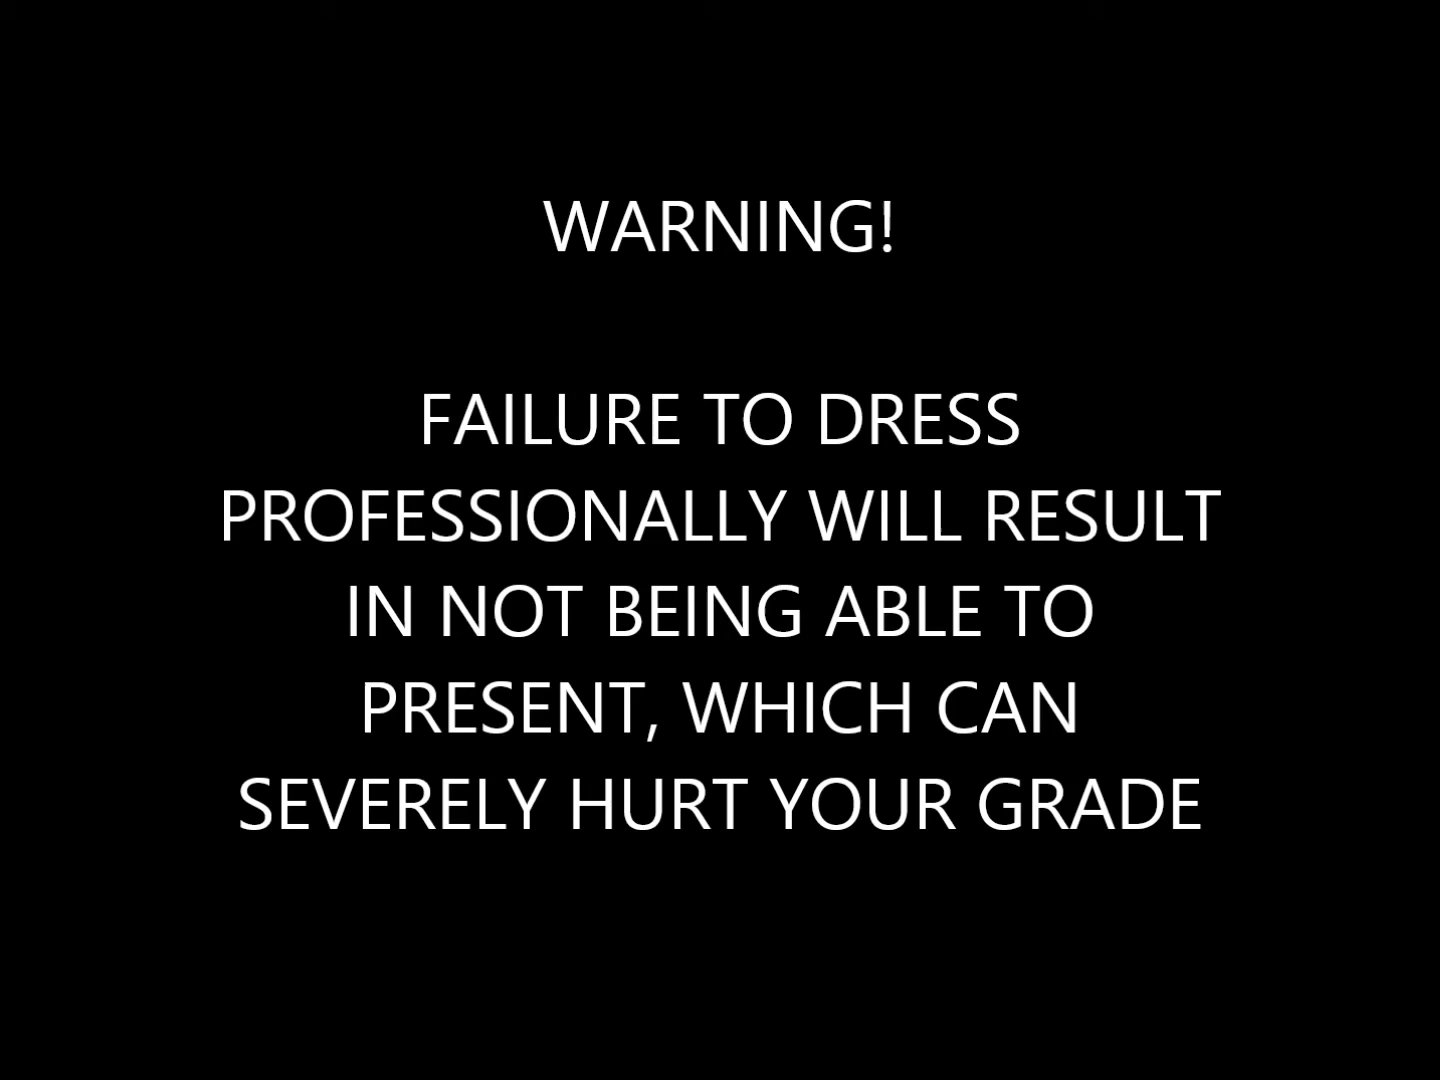 WARNING!
FAILURE TO DRESS
PROFESSIONALLY WILL RESULT
IN NOT BEING ABLE TO
PRESENT, WHICH CAN
SEVERELY HURT YOUR GRADE